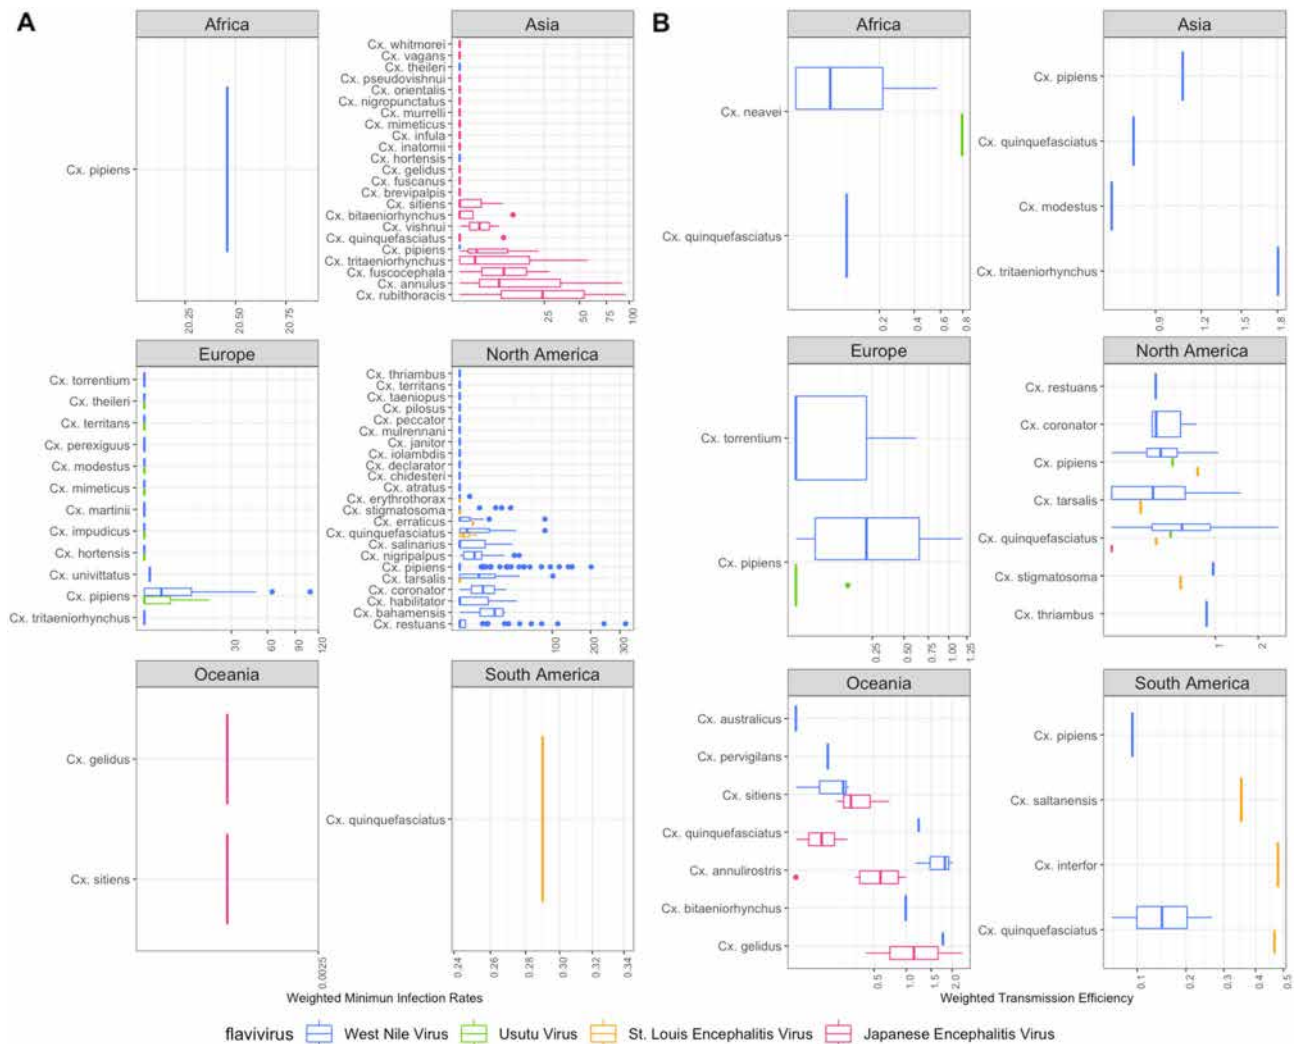 A
Africa
Cx. pipiens
20.25
20.50
20.75
Asia
Cx. whitmorei
Cx. vagans
Cx. theileri
Cx. pseudovishnui
Cx. orientalis
Cx. nigropunctatus
Cx. murrelli
Cx. mimeticus
Cx. infula
Cx. inatomii
Cx. hortensis
Cx. gelidus
Cx. fuscanus
Cx. brevipalpis
Cx. sitiens
Cx. bitaeniorhynchus
Cx. vishnui
Cx. quinquefasciatus
Cx. pipiens
Cx. tritaeniorhynchus
Cx. fuscocephala
Cx. annulus
Cx. rubithoracis
25
50
75
100
Europe
Cx. torrentium
Cx. theileri
Cx. territans
Cx. perexiguus
Cx. modestus
Cx. mimeticus
Cx. martinii
Cx. impudicus
Cx. hortensis
Cx. univittatus
Cx. pipiens
Cx. tritaeniorhynchus
30
60
90
120
North America
Cx. thriambus
Cx. territans
Cx. taeniopus
Cx. pilosus
Cx. peccator
Cx. mulrennani
Cx. janitor
Cx. iolambdis
Cx. declarator
Cx. chidesteri
Cx. atratus
Cx. erythrothorax
Cx. stigmatosoma
Cx. erraticus
Cx. quinquefasciatus
Cx. salinarius
Cx. nigripalpus
Cx. pipiens
Cx. tarsalis
Cx. coronator
Cx. habilitator
Cx. bahamensis
Cx. restuans
100
200
300
Oceania
Cx. gelidus
Cx. sitiens
0.0025
South America
Cx. quinquefasciatus
0.24
0.26
0.28
0.30
0.32
0.34
Weighted Minimun Infection Rates
B
Africa
Cx. neavei
Cx. quinquefasciatus
0.2
0.4
0.6
0.8
Asia
Cx. pipiens
Cx. quinquefasciatus
Cx. modestus
Cx. tritaeniorhynchus
0.9
1.2
1.5
1.8
Europe
Cx. torrentium
Cx. pipiens
0.25
0.50
0.75
1.00
1.25
North America
Cx. restuans
Cx. coronator
Cx. pipiens
Cx. tarsalis
Cx. quinquefasciatus
Cx. stigmatosoma
Cx. thriambus
1
2
Oceania
Cx. australicus
Cx. pervigilans
Cx. sitiens
Cx. quinquefasciatus
Cx. annulirostris
Cx. bitaeniorhynchus
Cx. gelidus
0.5
1.0
1.5
2.0
South America
Cx. pipiens
Cx. saltanensis
Cx. interfor
Cx. quinquefasciatus
0.1
0.2
0.3
0.4
0.5
Weighted Transmission Efficiency
flavivirus West Nile Virus Usutu Virus St. Louis Encephalitis Virus Japanese Encephalitis Virus